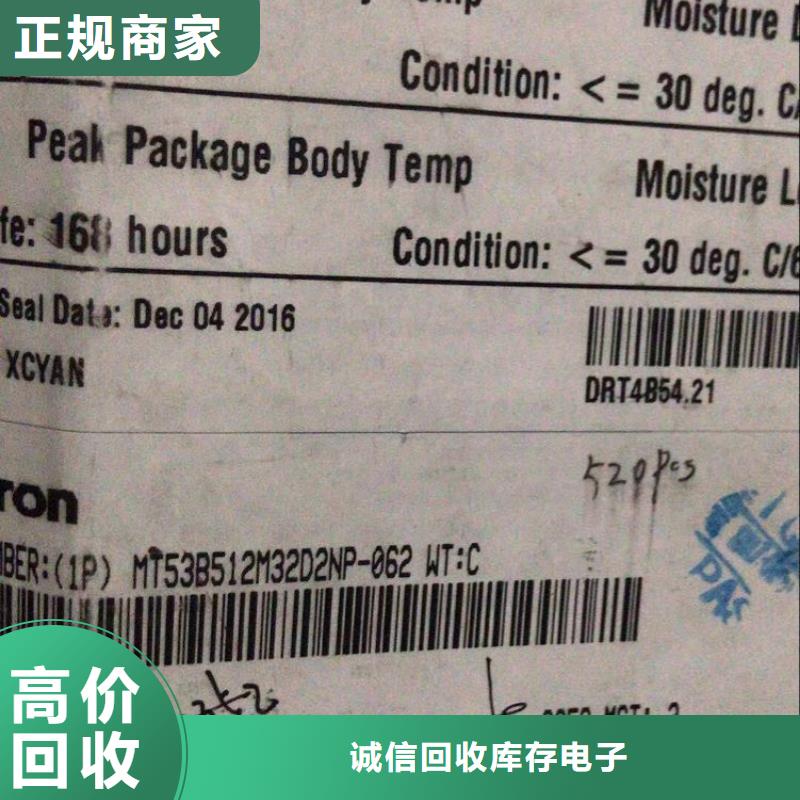 正规商家
Moisture
Condition: <= 30 deg. C/
Peak Package Body Temp
Moisture L
fe: 168 hours
Condition: <= 30 deg. C/6
Seal Date: Dec 04 2016
XCYAN
DRT4B54.21
ron
520pcs
BER:(1P) MT53B512M32D2NP-062 WT:C
PAS
高价
回收
诚信回收库存电子